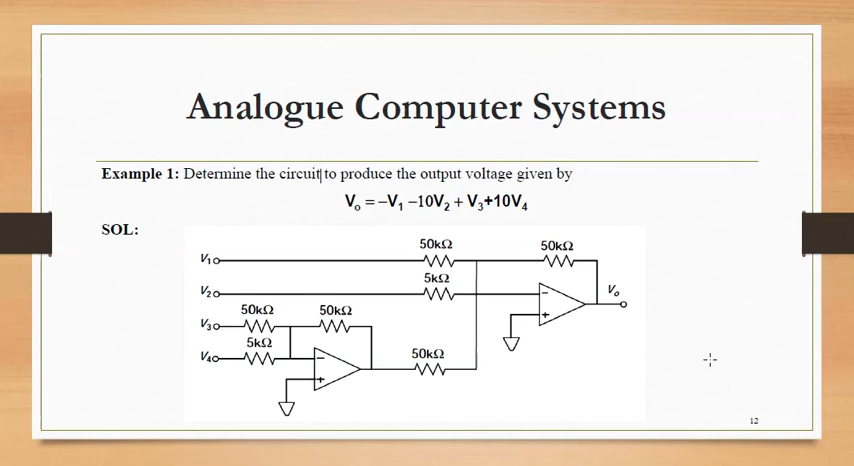 Analogue Computer Systems
Example 1: Determine the circuit to produce the output voltage given by
Vₒ = –V₁ –10V₂ + V₃+10V₄
SOL:
50kΩ
50kΩ
V₁
5kΩ
V₂
Vₒ
–
+
50kΩ
50kΩ
V₃
5kΩ
V₄
–
+
50kΩ
12